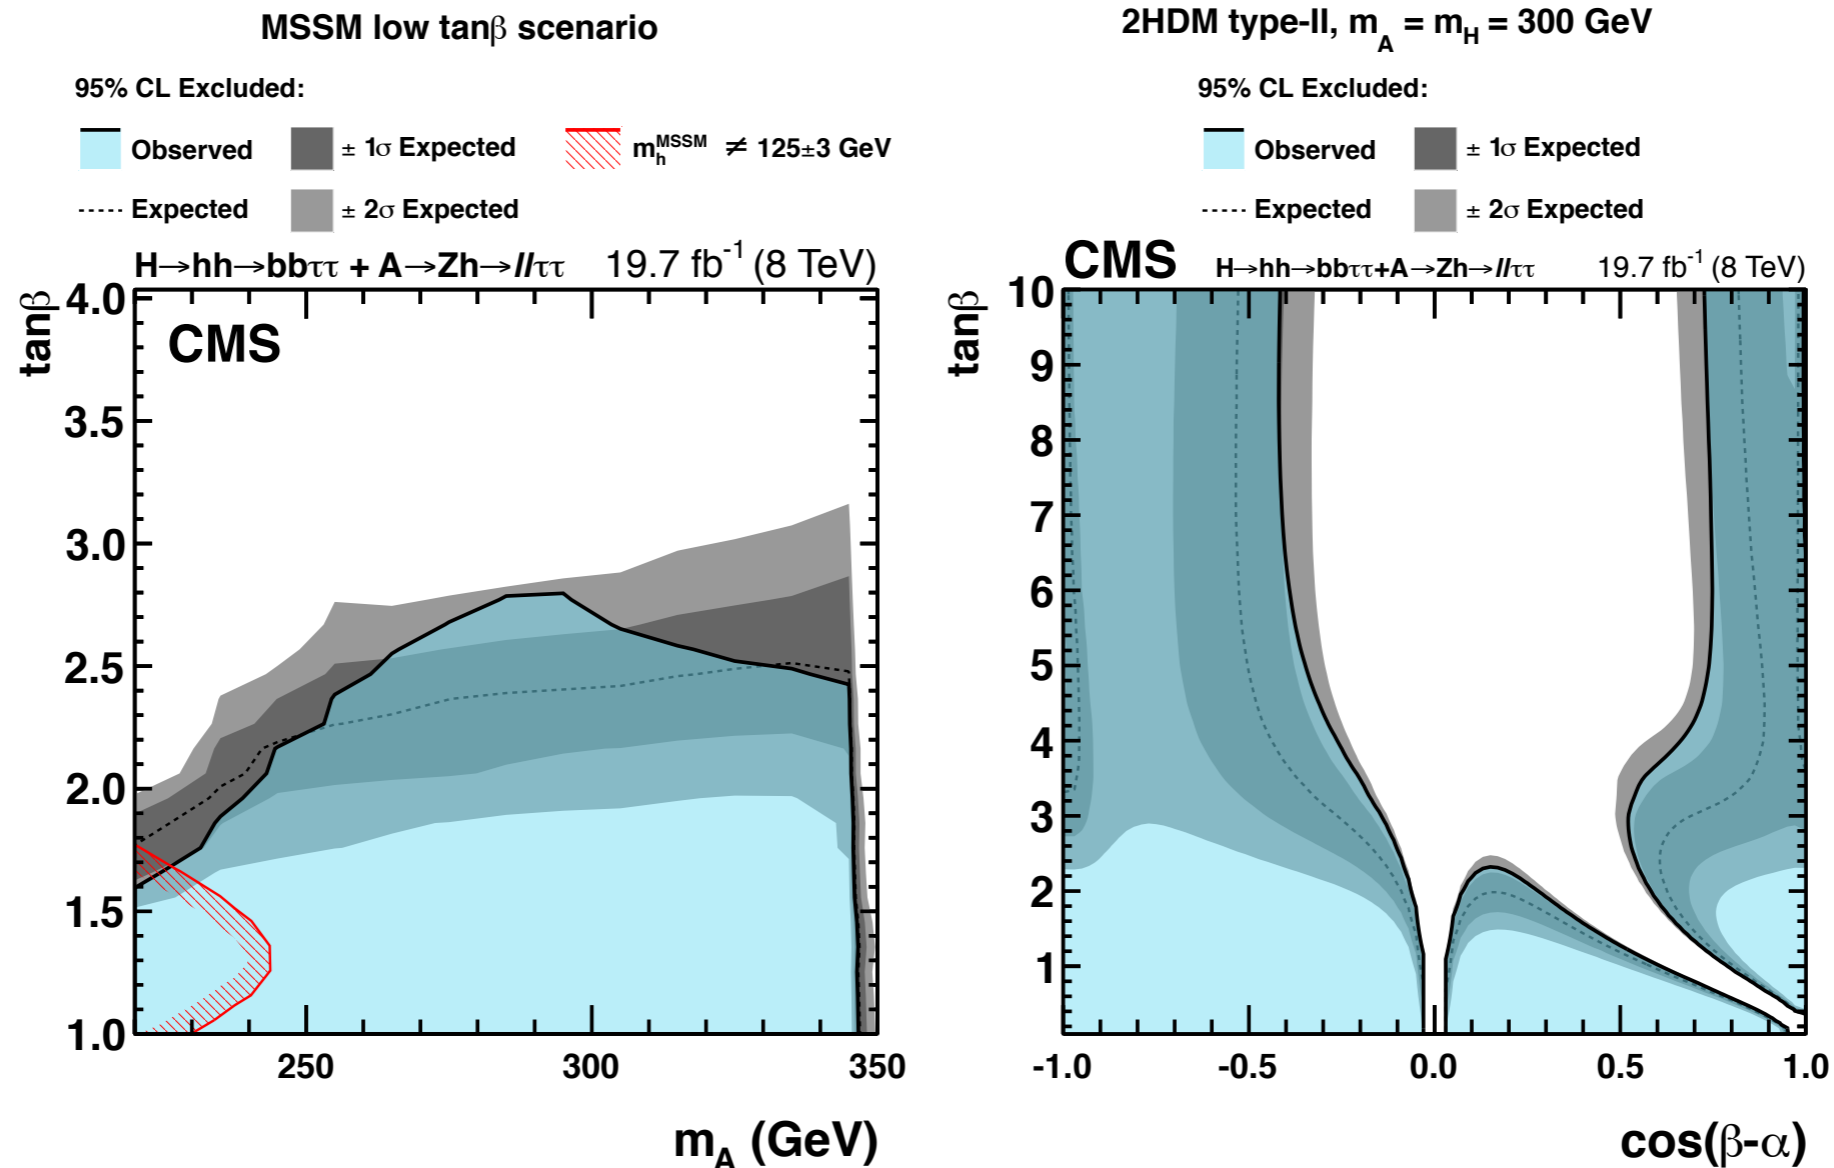 MSSM low tanβ scenario
95% CL Excluded:
Observed
± 1σ Expected
m_h^MSSM ≠ 125±3 GeV
Expected
± 2σ Expected
H→hh→bbττ + A→Zh→llττ 19.7 fb⁻¹ (8 TeV)
CMS
tanβ
4.0
3.5
3.0
2.5
2.0
1.5
1.0
250 300 350
m_A (GeV)
2HDM type-II, m_A = m_H = 300 GeV
95% CL Excluded:
Observed
± 1σ Expected
Expected
± 2σ Expected
CMS H→hh→bbττ+A→Zh→llττ 19.7 fb⁻¹ (8 TeV)
tanβ
10
9
8
7
6
5
4
3
2
1
-1.0 -0.5 0.0 0.5 1.0
cos(β-α)